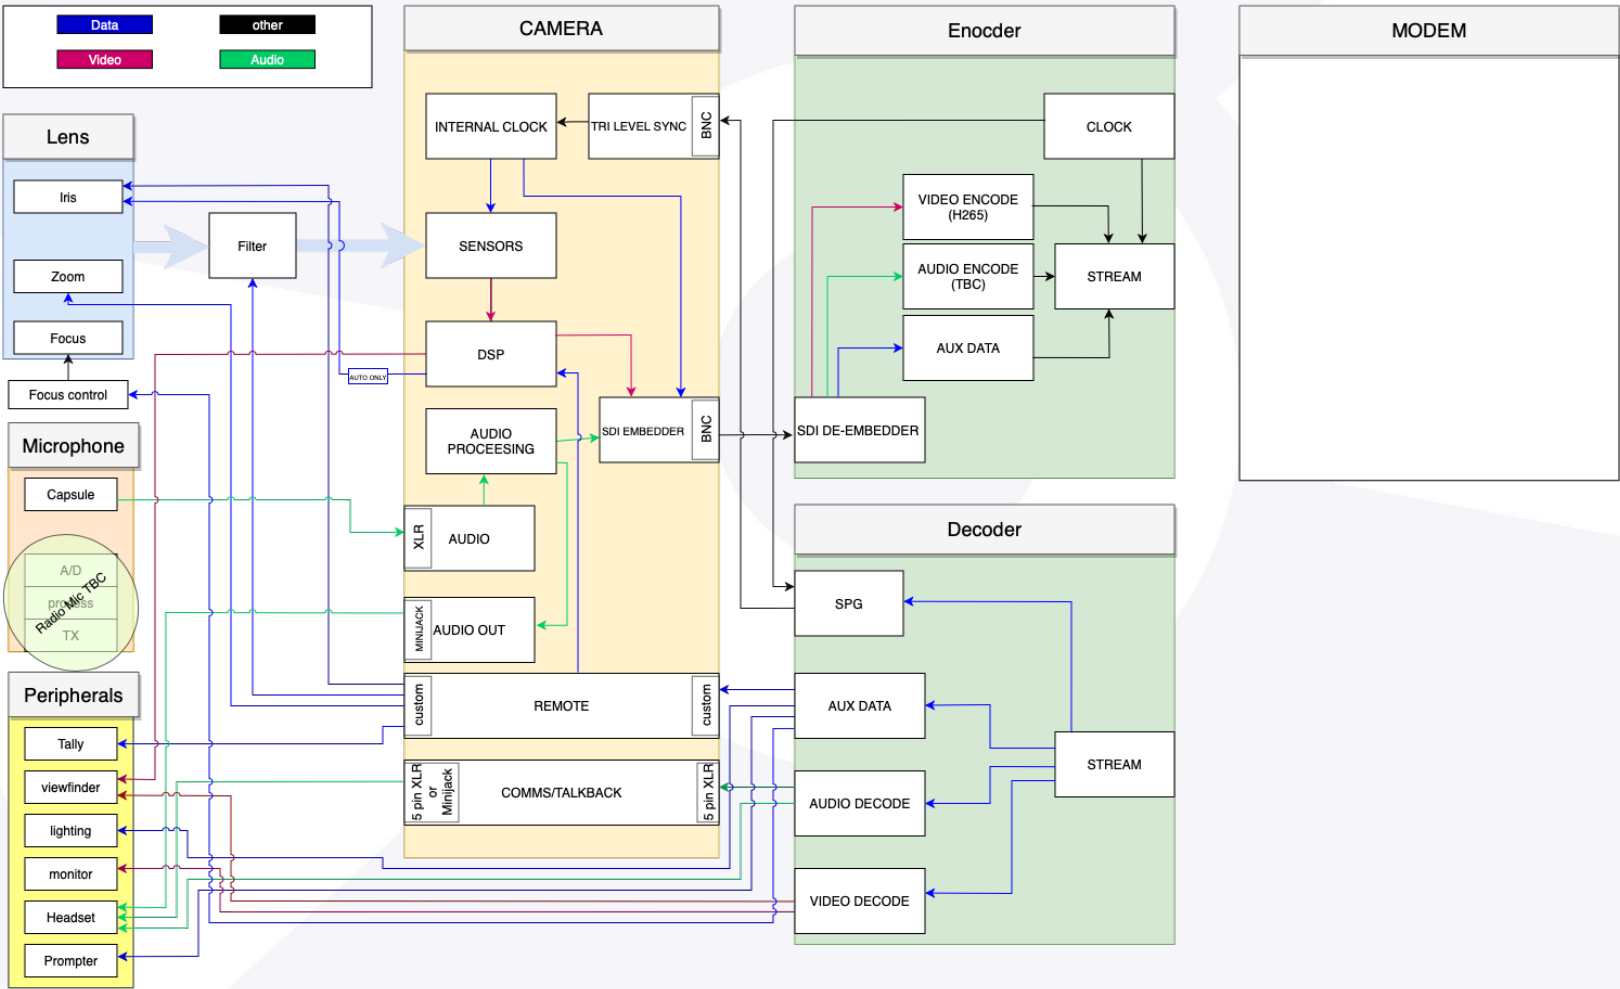 Data
other
Video
Audio
CAMERA
Enocder
MODEM
Lens
Iris
Zoom
Focus
Focus control
Filter
INTERNAL CLOCK
TRI LEVEL SYNC
BNC
SENSORS
DSP
AUTO ONLY
AUDIO
PROCEESING
SDI EMBEDDER
BNC
XLR
AUDIO
MINIJACK
AUDIO OUT
custom
REMOTE
custom
5 pin XLR
or
Minijack
COMMS/TALKBACK
5 pin XLR
CLOCK
VIDEO ENCODE
(H265)
AUDIO ENCODE
(TBC)
STREAM
AUX DATA
SDI DE-EMBEDDER
Microphone
Capsule
A/D
process
TX
Radio Mic TBC
Peripherals
Tally
viewfinder
lighting
monitor
Headset
Prompter
Decoder
SPG
AUX DATA
STREAM
AUDIO DECODE
VIDEO DECODE